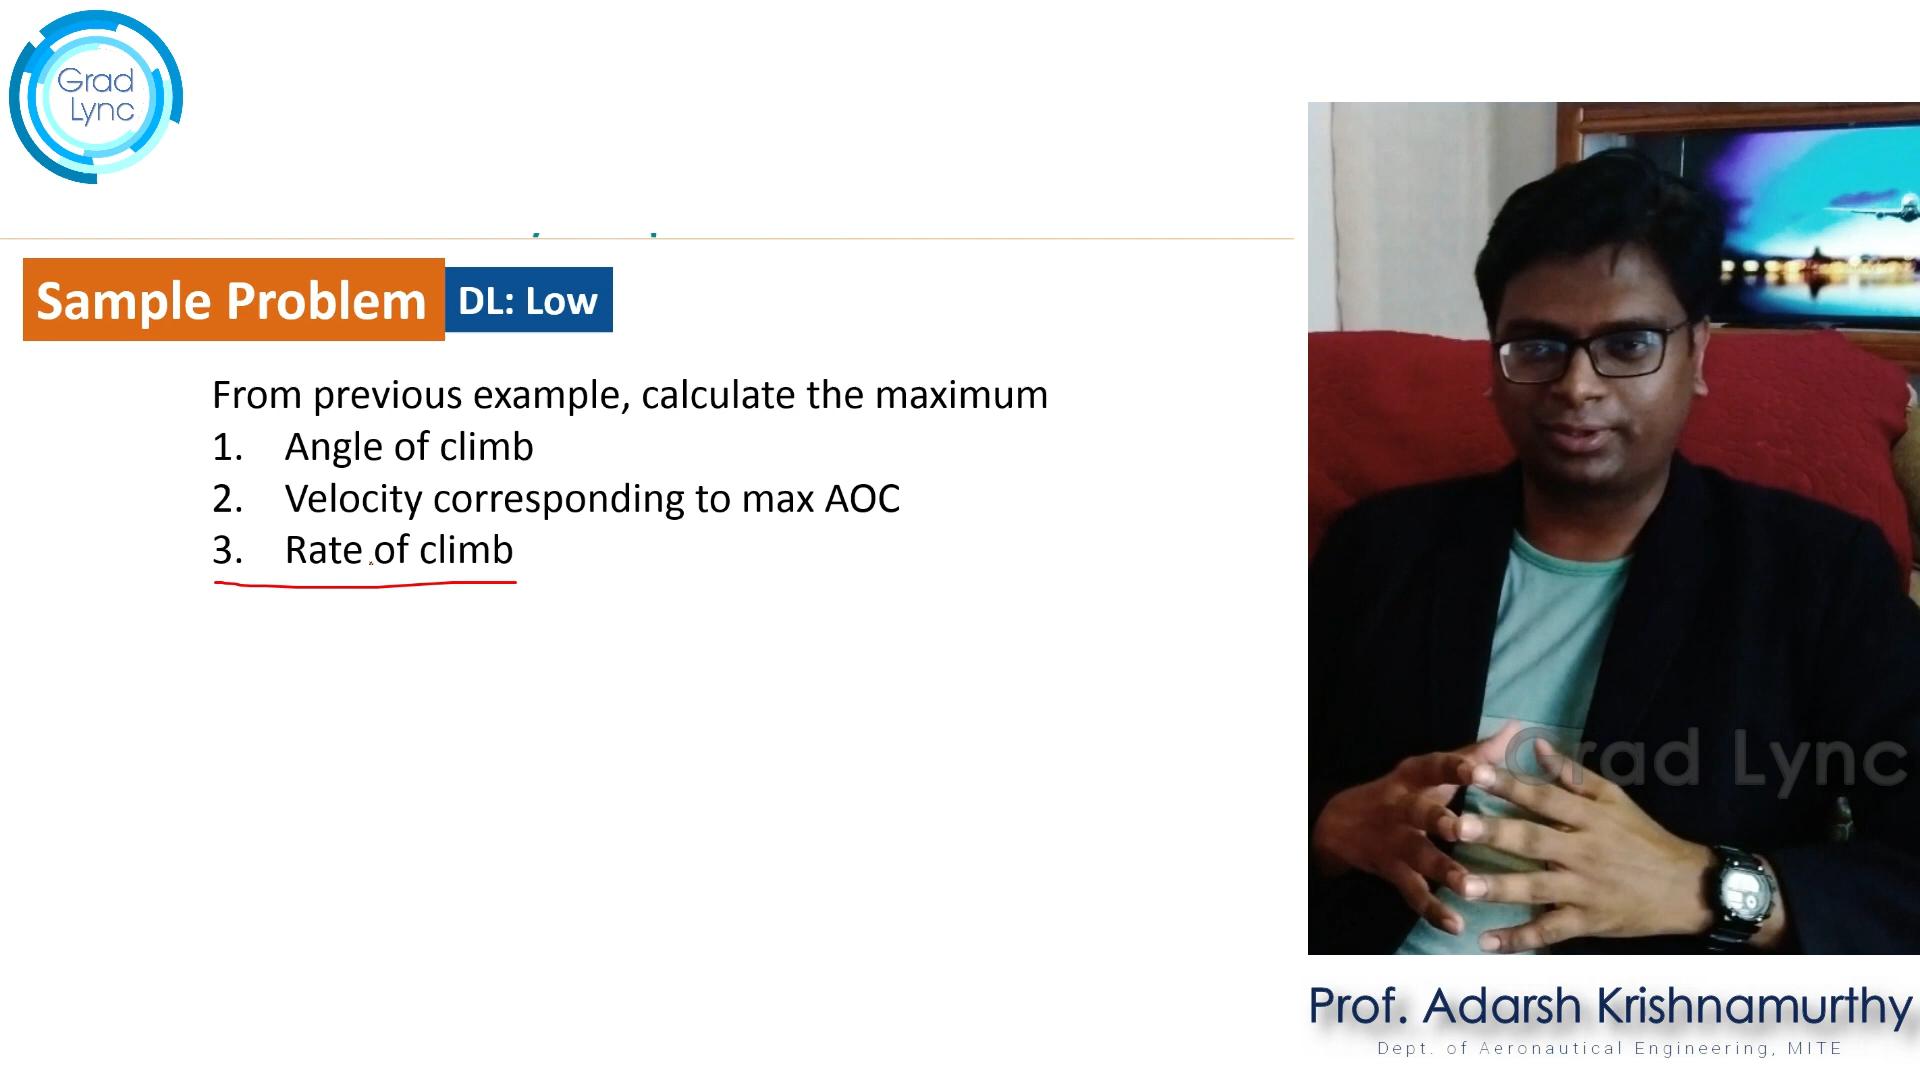 Grad
Lync
Sample Problem
DL: Low
From previous example, calculate the maximum
1. Angle of climb
2. Velocity corresponding to max AOC
3. Rate of climb
Grad Lync
Prof. Adarsh Krishnamurthy
Dept. of Aeronautical Engineering, MITE